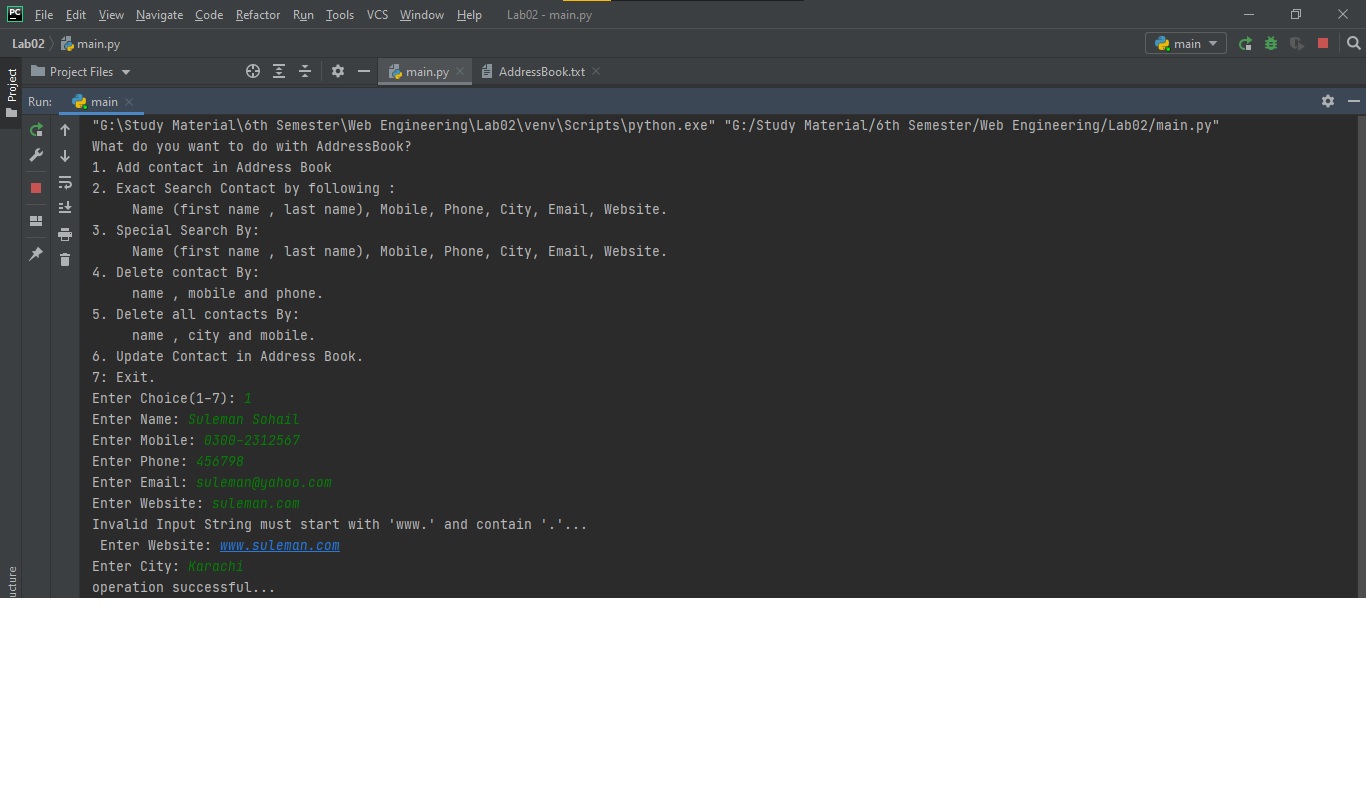 PC File Edit View Navigate Code Refactor Run Tools VCS Window Help Lab02 - main.py
Lab02 main.py main
Project
Project Files main.py AddressBook.txt
Run: main
"G:\Study Material\6th Semester\Web Engineering\Lab02\venv\Scripts\python.exe" "G:/Study Material/6th Semester/Web Engineering/Lab02/main.py"
What do you want to do with AddressBook?
1. Add contact in Address Book
2. Exact Search Contact by following :
Name (first name , last name), Mobile, Phone, City, Email, Website.
3. Special Search By:
Name (first name , last name), Mobile, Phone, City, Email, Website.
4. Delete contact By:
name , mobile and phone.
5. Delete all contacts By:
name , city and mobile.
6. Update Contact in Address Book.
7: Exit.
Enter Choice(1-7): 1
Enter Name: Suleman Sohail
Enter Mobile: 0300-2312567
Enter Phone: 456798
Enter Email: suleman@yahoo.com
Enter Website: suleman.com
Invalid Input String must start with 'www.' and contain '.'...
Enter Website: www.suleman.com
Enter City: Karachi
operation successful...
ucture